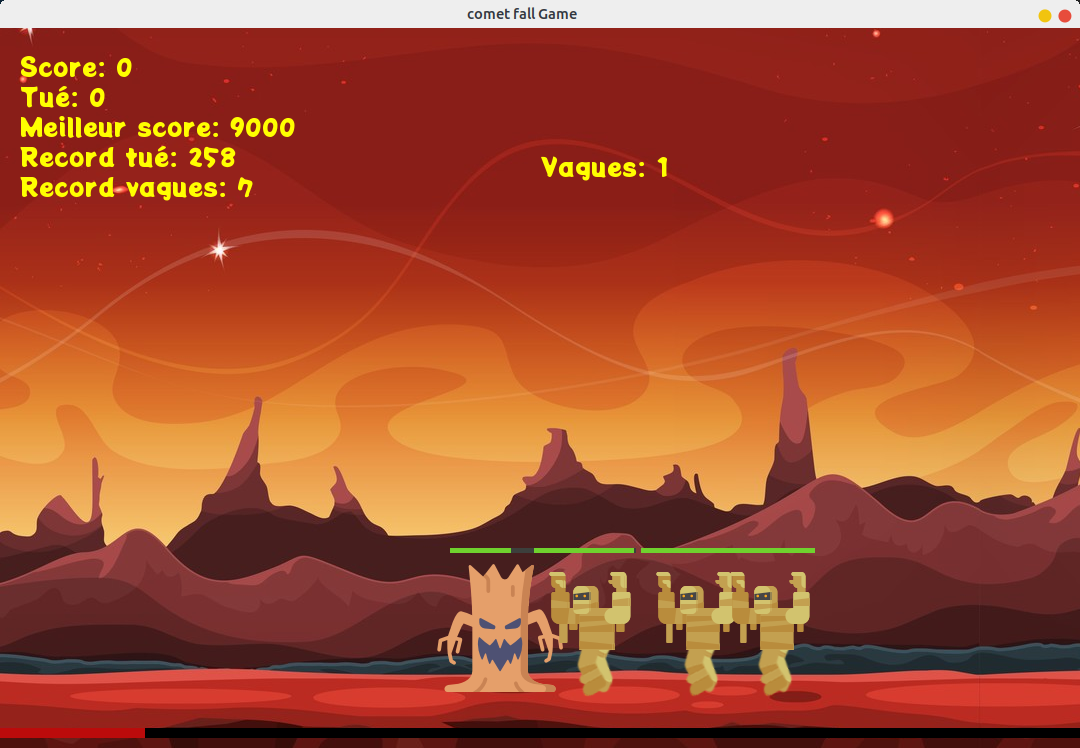 comet fall Game
Score: 0
Tué: 0
Meilleur score: 9000
Record tué: 258
Record vagues: 7
Vagues: 1